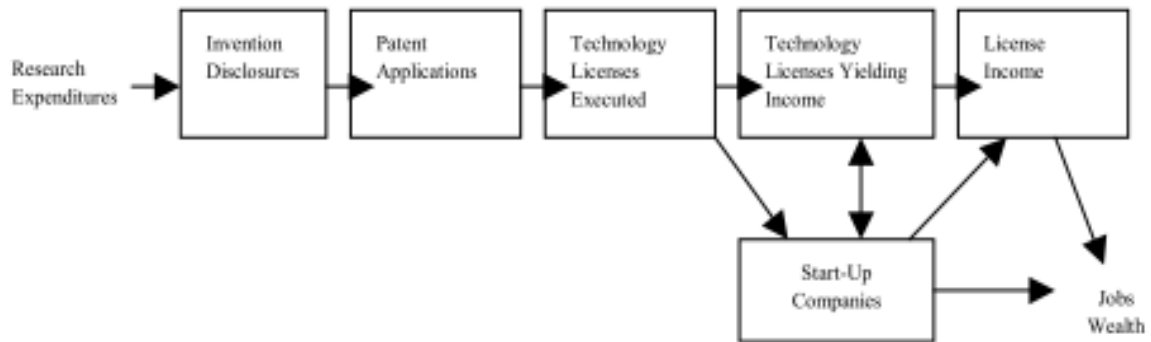 Research
Expenditures
Invention
Disclosures
Patent
Applications
Technology
Licenses
Executed
Technology
Licenses Yielding
Income
License
Income
Start-Up
Companies
Jobs
Wealth